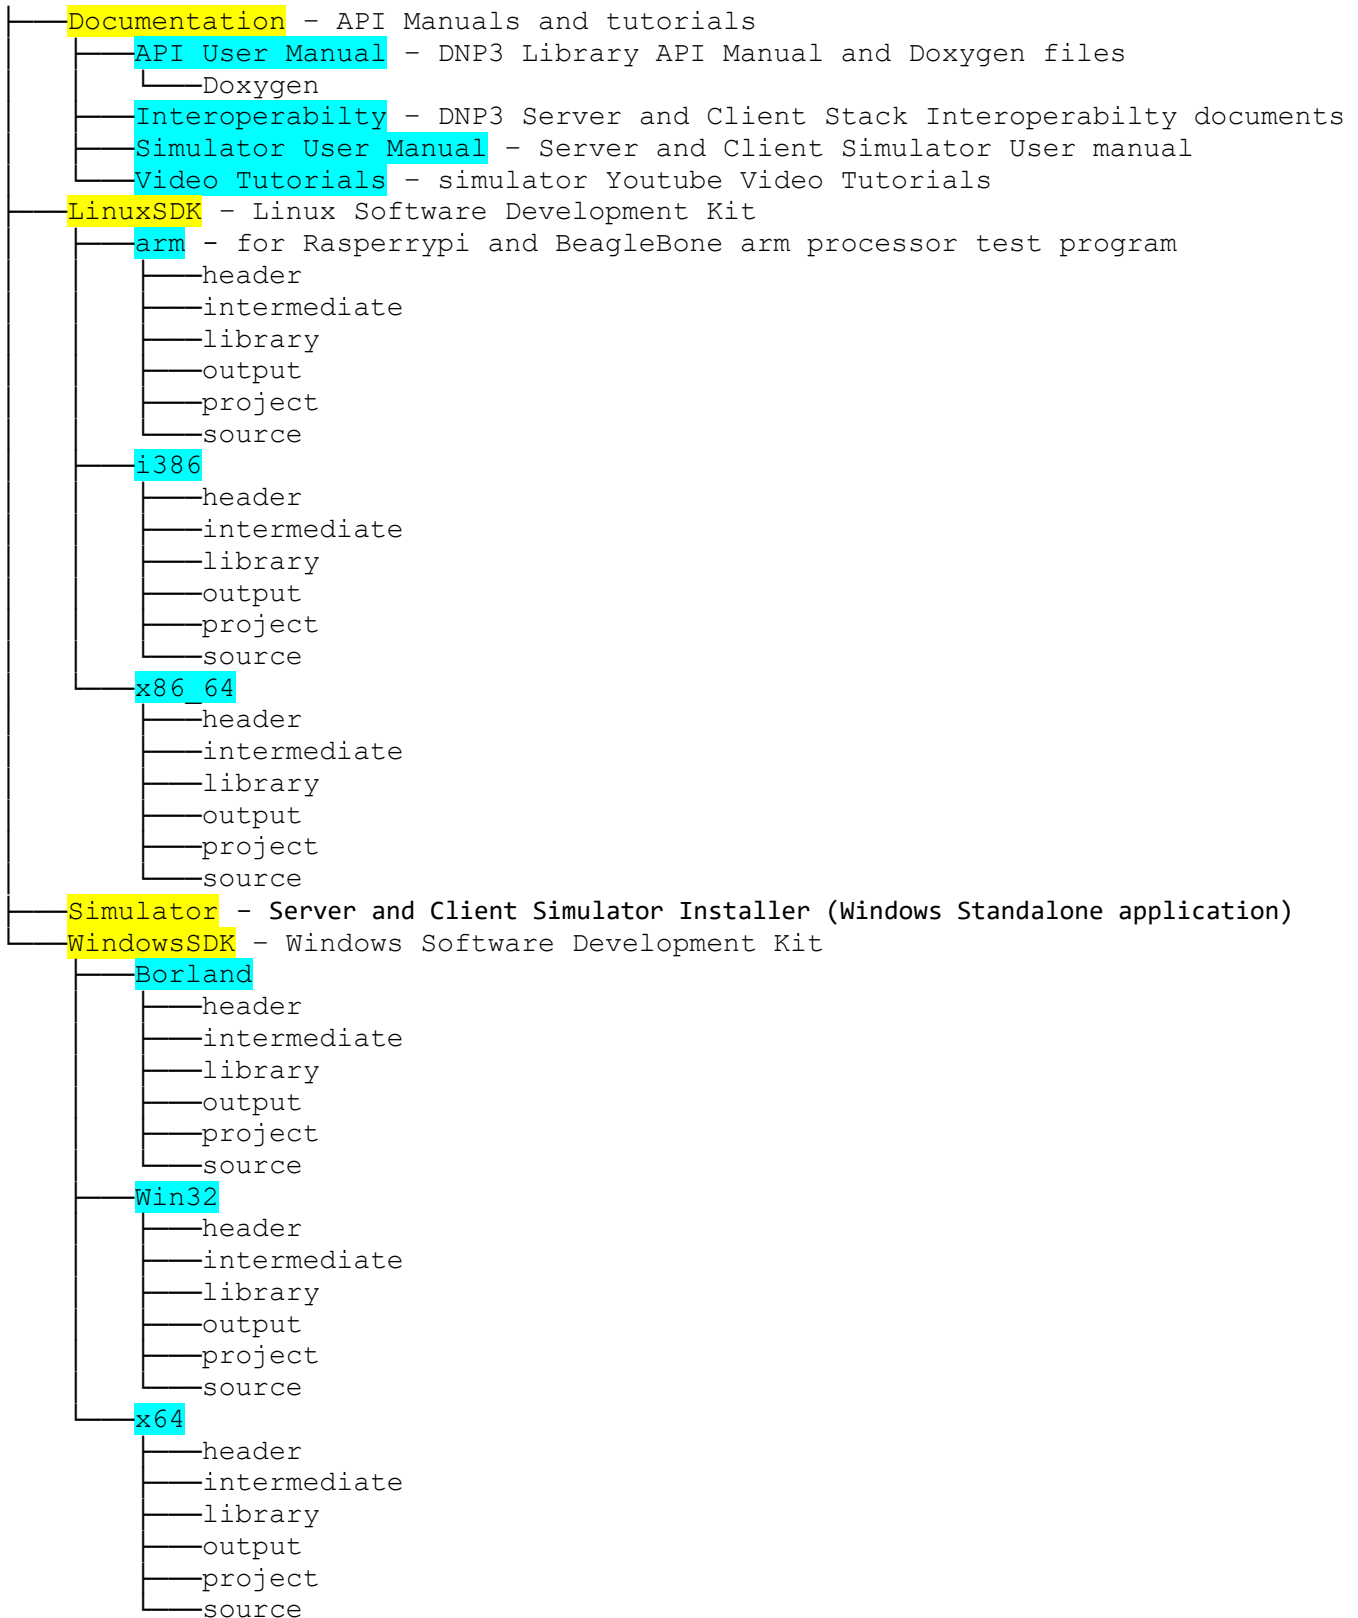 Documentation – API Manuals and tutorials
API User Manual – DNP3 Library API Manual and Doxygen files
Doxygen
Interoperabilty – DNP3 Server and Client Stack Interoperabilty documents
Simulator User Manual – Server and Client Simulator User manual
Video Tutorials – simulator Youtube Video Tutorials
LinuxSDK – Linux Software Development Kit
arm - for Rasperrypi and BeagleBone arm processor test program
header
intermediate
library
output
project
source
i386
header
intermediate
library
output
project
source
x86_64
header
intermediate
library
output
project
source
Simulator – Server and Client Simulator Installer (Windows Standalone application)
WindowsSDK – Windows Software Development Kit
Borland
header
intermediate
library
output
project
source
Win32
header
intermediate
library
output
project
source
x64
header
intermediate
library
output
project
source